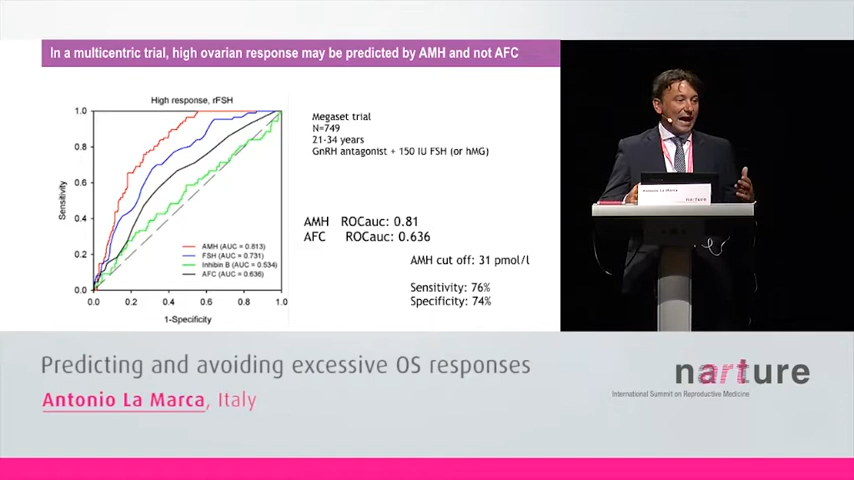 In a multicentric trial, high ovarian response may be predicted by AMH and not AFC
High response, rFSH
1.0
0.8
0.6
0.4
0.2
0.0
Sensitivity
0.0 0.2 0.4 0.6 0.8 1.0
1-Specificity
AMH (AUC = 0.813)
FSH (AUC = 0.731)
Inhibin B (AUC = 0.534)
AFC (AUC = 0.636)
Megaset trial
N=749
21-34 years
GnRH antagonist + 150 IU FSH (or hMG)
AMH ROCauc: 0.81
AFC ROCauc: 0.636
AMH cut off: 31 pmol/l
Sensitivity: 76%
Specificity: 74%
Antonio La Marca
Predicting and avoiding excessive OS responses
Antonio La Marca, Italy
narture
International Summit on Reproductive Medicine